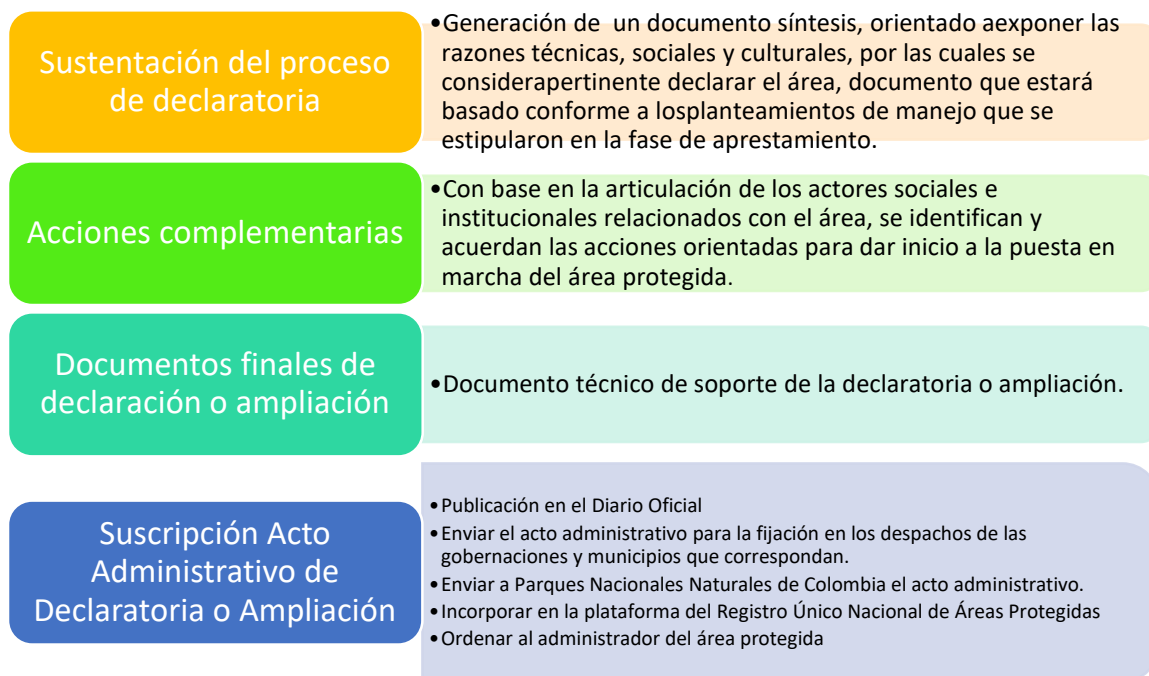 Sustentación del proceso
de declaratoria
•Generación de un documento síntesis, orientado aexponer las
razones técnicas, sociales y culturales, por las cuales se
considerapertinente declarar el área, documento que estará
basado conforme a losplanteamientos de manejo que se
estipularon en la fase de aprestamiento.
Acciones complementarias
•Con base en la articulación de los actores sociales e
institucionales relacionados con el área, se identifican y
acuerdan las acciones orientadas para dar inicio a la puesta en
marcha del área protegida.
Documentos finales de
declaración o ampliación
•Documento técnico de soporte de la declaratoria o ampliación.
Suscripción Acto
Administrativo de
Declaratoria o Ampliación
•Publicación en el Diario Oficial
•Enviar el acto administrativo para la fijación en los despachos de las
gobernaciones y municipios que correspondan.
•Enviar a Parques Nacionales Naturales de Colombia el acto administrativo.
•Incorporar en la plataforma del Registro Único Nacional de Áreas Protegidas
•Ordenar al administrador del área protegida